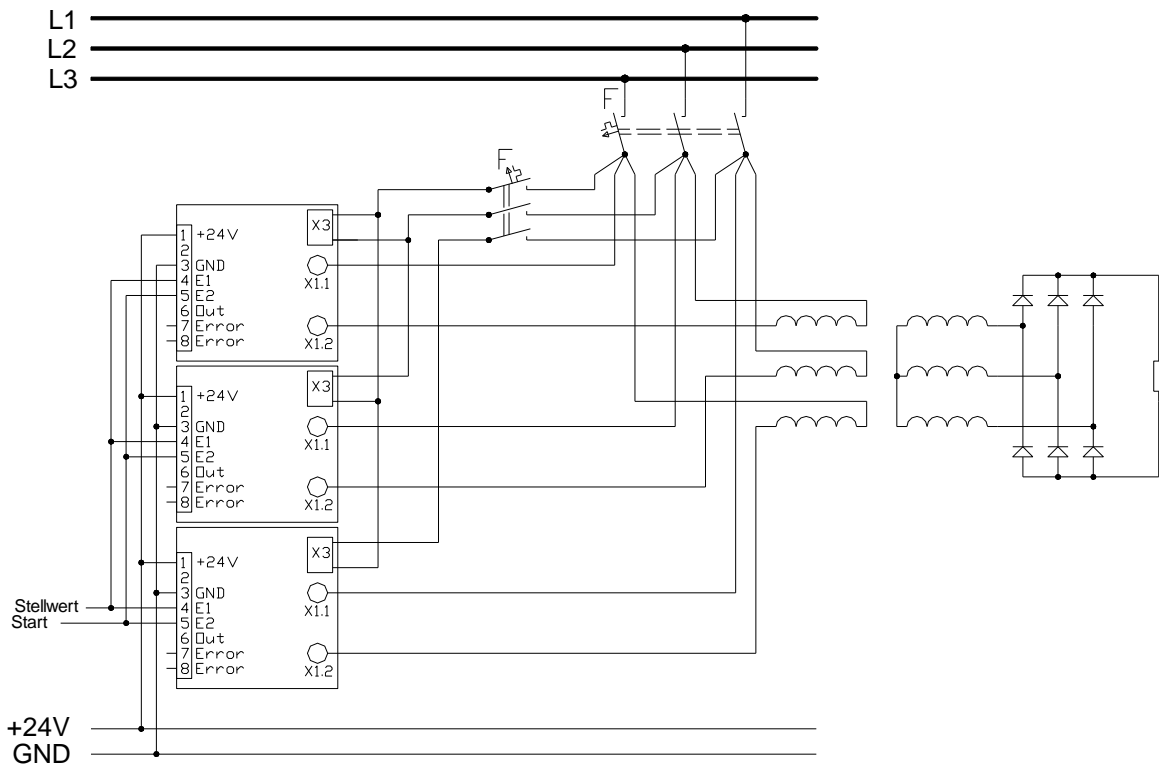 L1
L2
L3
F
F
1 +24V
2
3 GND
4 E1
5 E2
6 Out
7 Error
8 Error
X3
X1.1
X1.2
1 +24V
2
3 GND
4 E1
5 E2
6 Out
7 Error
8 Error
X3
X1.1
X1.2
1 +24V
2
3 GND
4 E1
5 E2
6 Out
7 Error
8 Error
X3
X1.1
X1.2
Stellwert
Start
+24V
GND